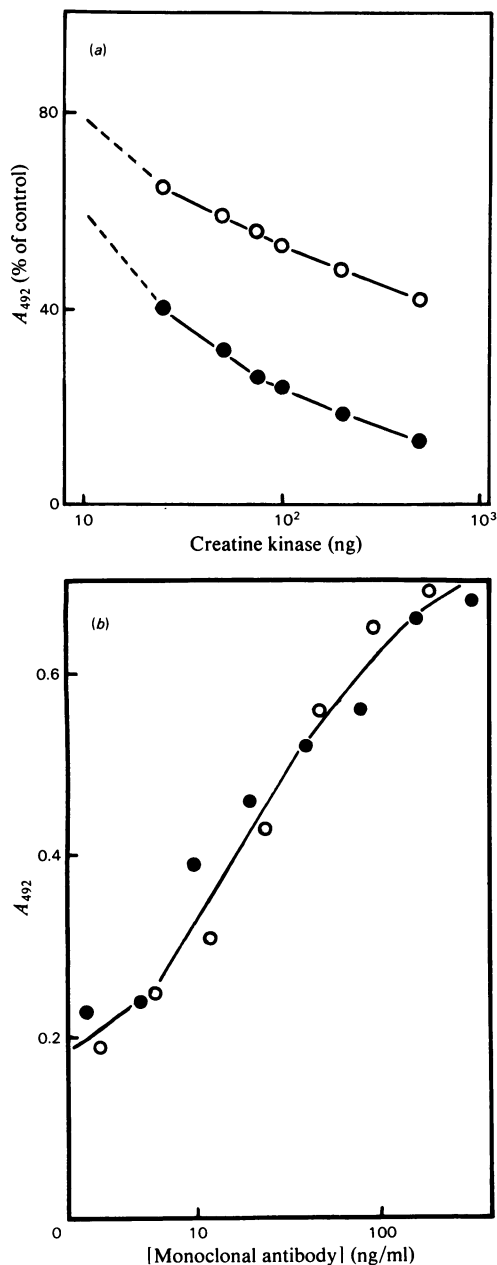 (a)
80
40
0
A492 (% of control)
10
10²
10³
Creatine kinase (ng)
(b)
0.6
0.4
0.2
A492
0
10
100
[Monoclonal antibody] (ng/ml)